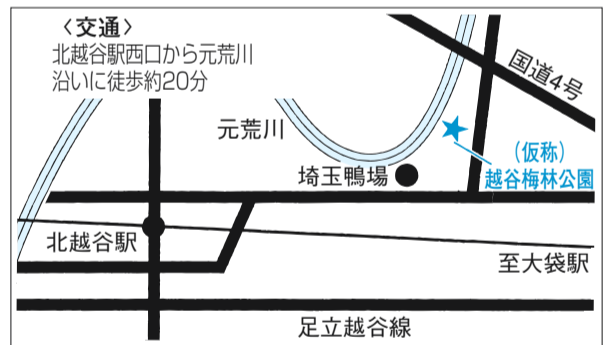 〈交通〉
北越谷駅西口から元荒川
沿いに徒歩約20分
国道4号
元荒川
(仮称)
越谷梅林公園
埼玉鴨場
北越谷駅
至大袋駅
足立越谷線